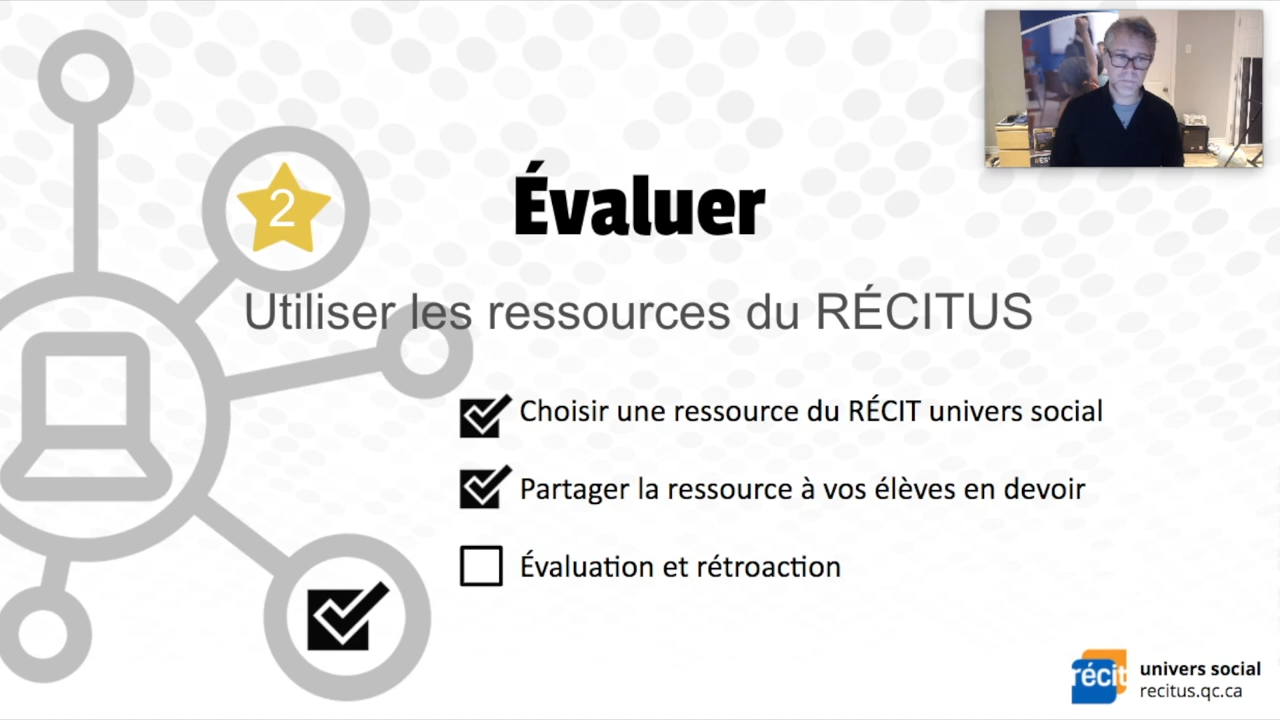 2
Évaluer
Utiliser les ressources du RÉCITUS
Choisir une ressource du RÉCIT univers social
Partager la ressource à vos élèves en devoir
Évaluation et rétroaction
récit
univers social
recitus.qc.ca